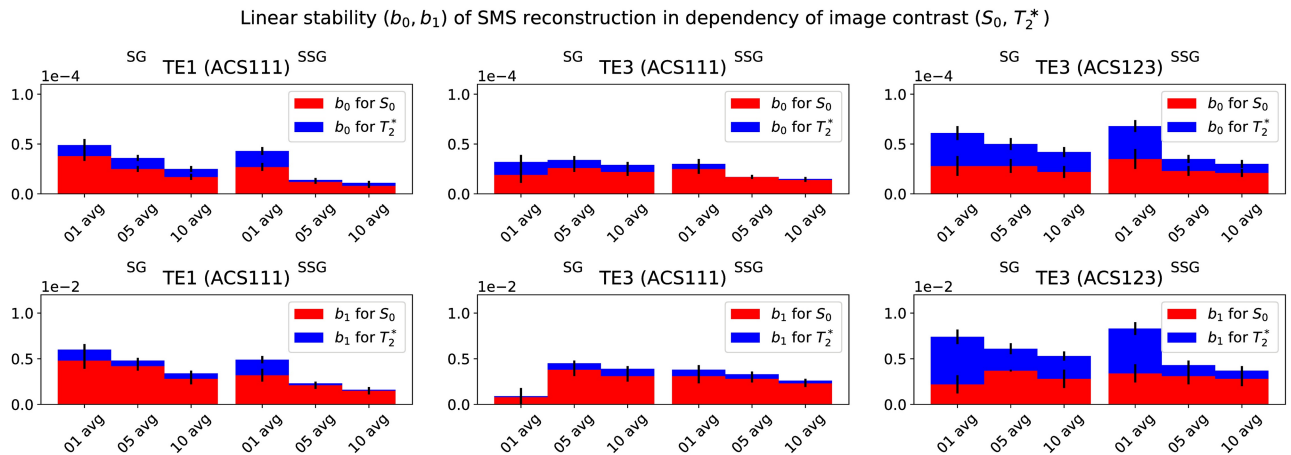 Linear stability (b₀, b₁) of SMS reconstruction in dependency of image contrast (S₀, T₂*)
SG TE1 (ACS111) SSG
1e−4
1.0
0.5
0.0
b₀ for S₀
b₀ for T₂*
01 avg 05 avg 10 avg 01 avg 05 avg 10 avg
SG TE3 (ACS111) SSG
1e−4
1.0
0.5
0.0
b₀ for S₀
b₀ for T₂*
01 avg 05 avg 10 avg 01 avg 05 avg 10 avg
SG TE3 (ACS123) SSG
1e−4
1.0
0.5
0.0
b₀ for S₀
b₀ for T₂*
01 avg 05 avg 10 avg 01 avg 05 avg 10 avg
SG TE1 (ACS111) SSG
1e−2
1.0
0.5
0.0
b₁ for S₀
b₁ for T₂*
01 avg 05 avg 10 avg 01 avg 05 avg 10 avg
SG TE3 (ACS111) SSG
1e−2
1.0
0.5
0.0
b₁ for S₀
b₁ for T₂*
01 avg 05 avg 10 avg 01 avg 05 avg 10 avg
SG TE3 (ACS123) SSG
1e−2
1.0
0.5
0.0
b₁ for S₀
b₁ for T₂*
01 avg 05 avg 10 avg 01 avg 05 avg 10 avg